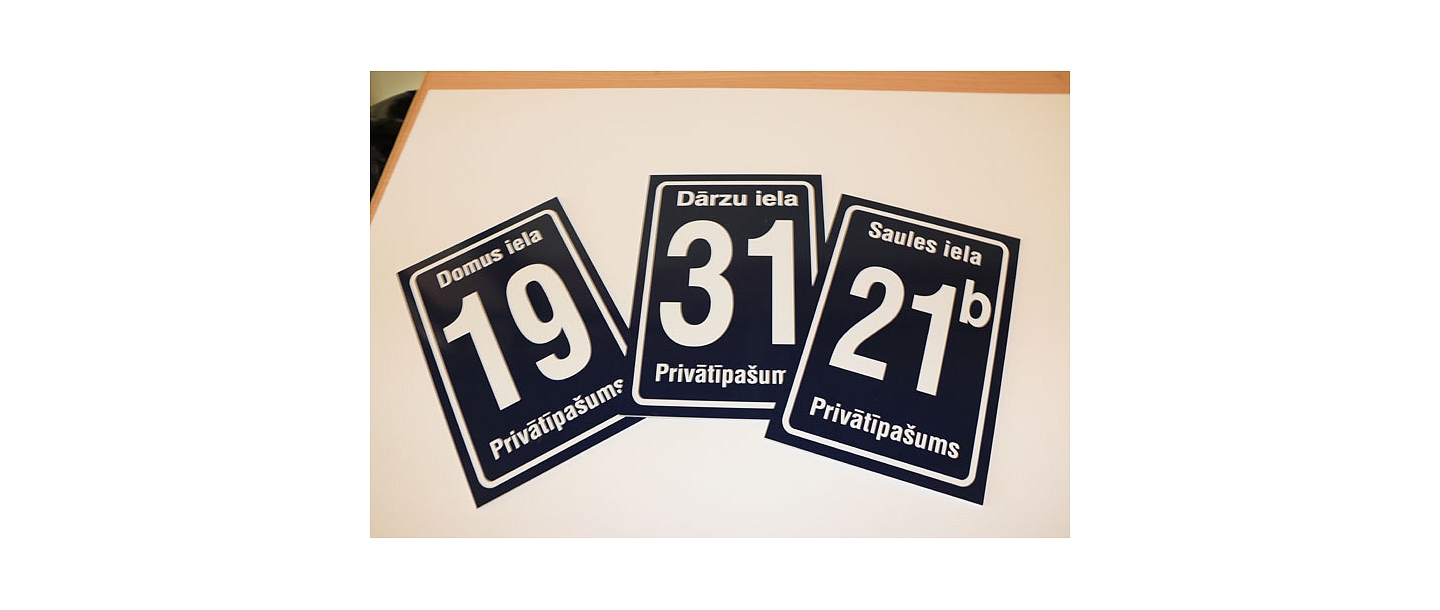 Domus iela
19
Privātīpašums
Dārzu iela
31
Privātīpašum
Saules iela
21b
Privātīpašums